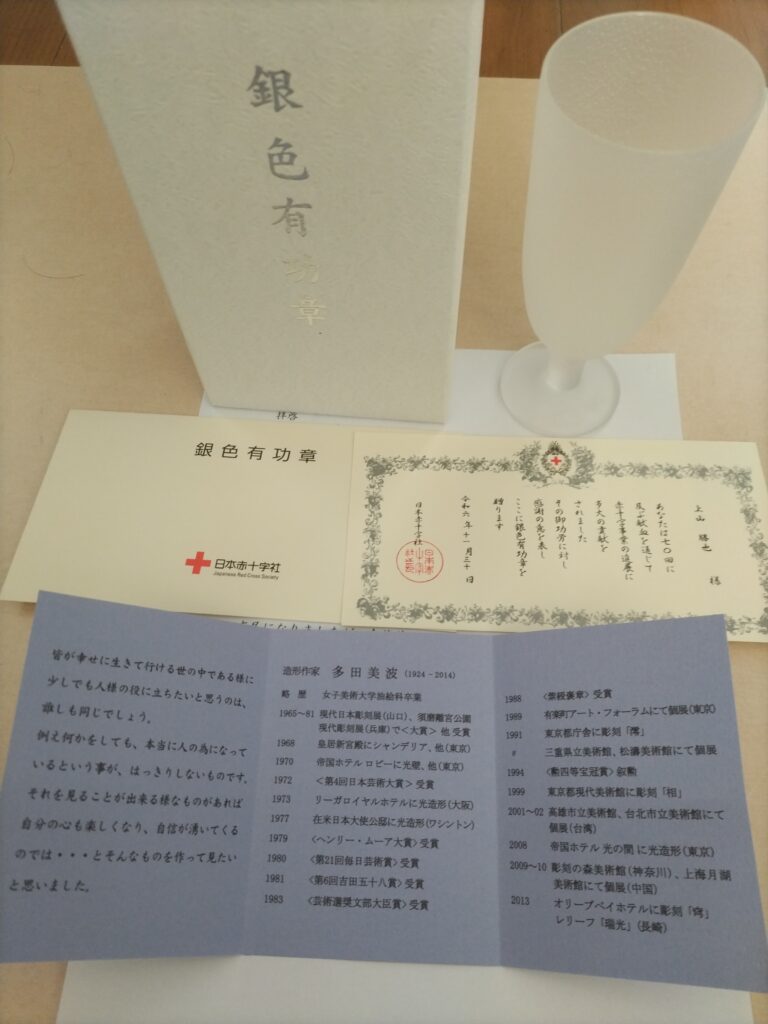 銀色有功章
拝啓
銀色有功章
日本赤十字社
Japanese Red Cross Society
上山 勝也 様
あなたは七〇回に
及ぶ献血を通じて
赤十字事業の進展に
多大の貢献を
されました
その御功労に対し
感謝の意を表し
ここに銀色有功章を
贈ります
令和六年十一月三十日
日本赤十字社
皆が幸せに生きて行ける世の中である様に
少しでも人様の役に立ちたいと思うのは、
誰しも同じでしょう。
例え何かをしても、本当に人の為になって
いるという事が、はっきりしないものです。
それを見ることが出来る様なものがあれば
自分の心も楽しくなり、自信が湧いてくる
のでは・・・とそんなものを作って見たい
と思いました。
造形作家 多田美波 (1924 - 2014)
略歴 女子美術大学油絵科卒業
1965~81 現代日本彫刻展(山口)、須磨離宮公園
現代彫刻展(兵庫)で<大賞> 他 受賞
1968 皇居新宮殿にシャンデリア、他(東京)
1970 帝国ホテル ロビーに光壁、他(東京)
1972 <第4回日本芸術大賞> 受賞
1973 リーガロイヤルホテルに光造形(大阪)
1977 在米日本大使公邸に光造形(ワシントン)
1979 <ヘンリー・ムーア大賞> 受賞
1980 <第21回毎日芸術賞> 受賞
1981 <第6回吉田五十八賞> 受賞
1983 <芸術選奨文部大臣賞> 受賞
1988 <紫綬褒章> 受賞
1989 有楽町アート・フォーラムにて個展(東京)
1991 東京都庁舎に彫刻「澪」
〃 三重県立美術館、松濤美術館にて個展
1994 <勲四等宝冠賞> 叙勲
1999 東京都現代美術館に彫刻「相」
2001~02 高雄市立美術館、台北市立美術館にて
個展(台湾)
2008 帝国ホテル 光の間 に光造形(東京)
2009~10 彫刻の森美術館(神奈川)、上海月湖
美術館にて個展(中国)
2013 オリーブベイホテルに彫刻「穹」
レリーフ「瑞光」(長崎)